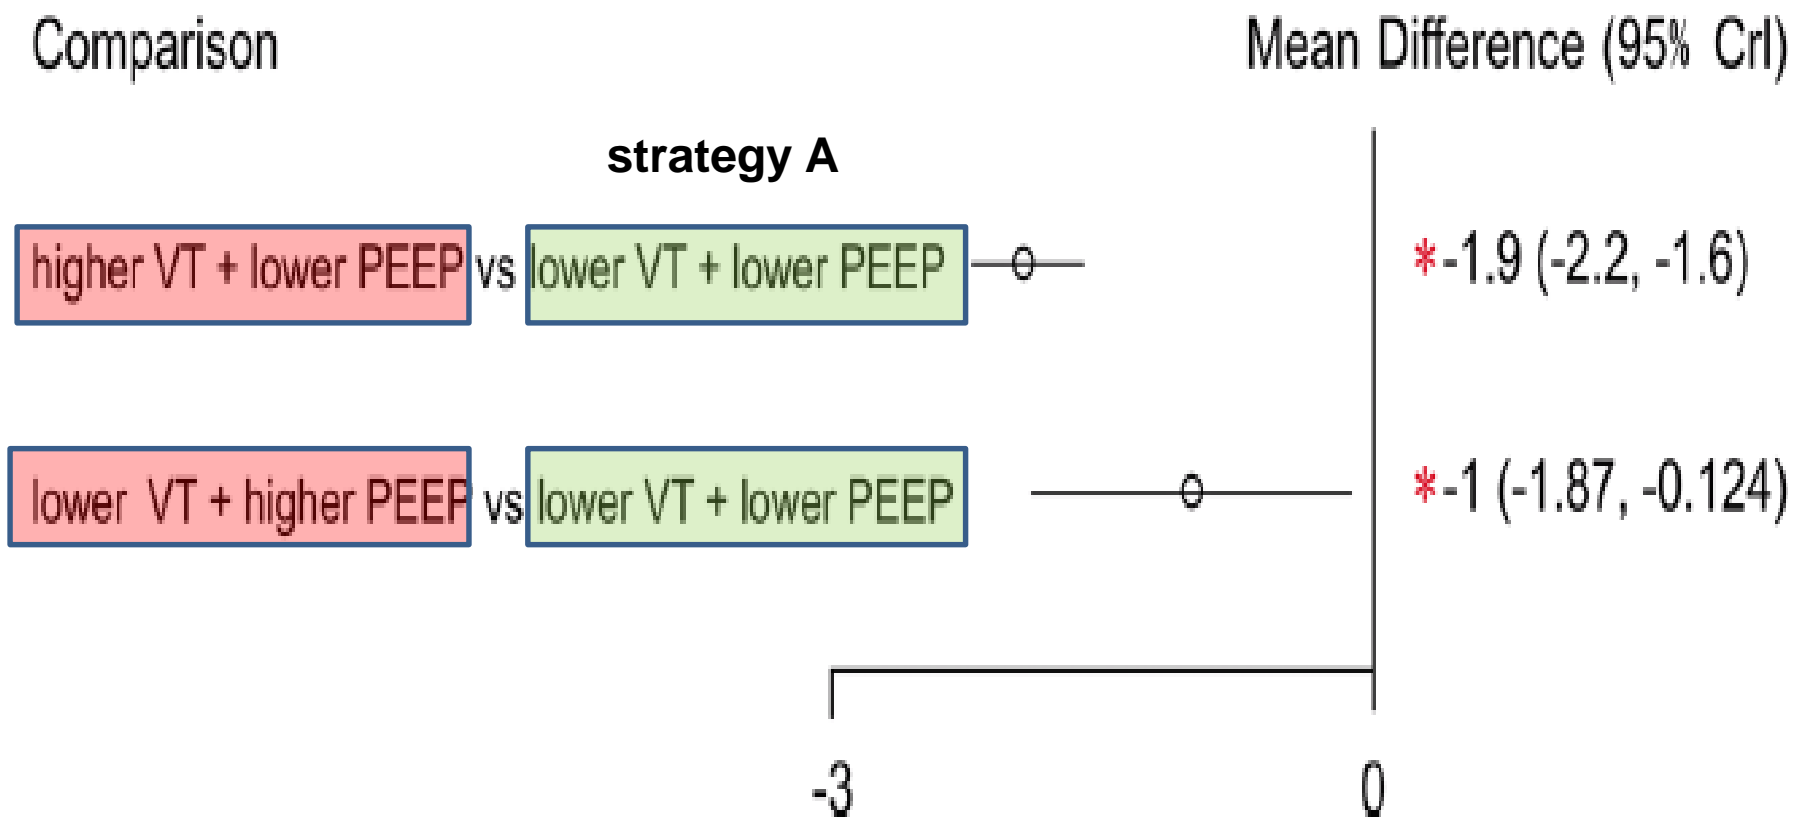 Comparison Mean Difference (95% CrI)
strategy A
higher VT + lower PEEP vs lower VT + lower PEEP *-1.9 (-2.2, -1.6)
lower VT + higher PEEP vs lower VT + lower PEEP *-1 (-1.87, -0.124)
-3 0